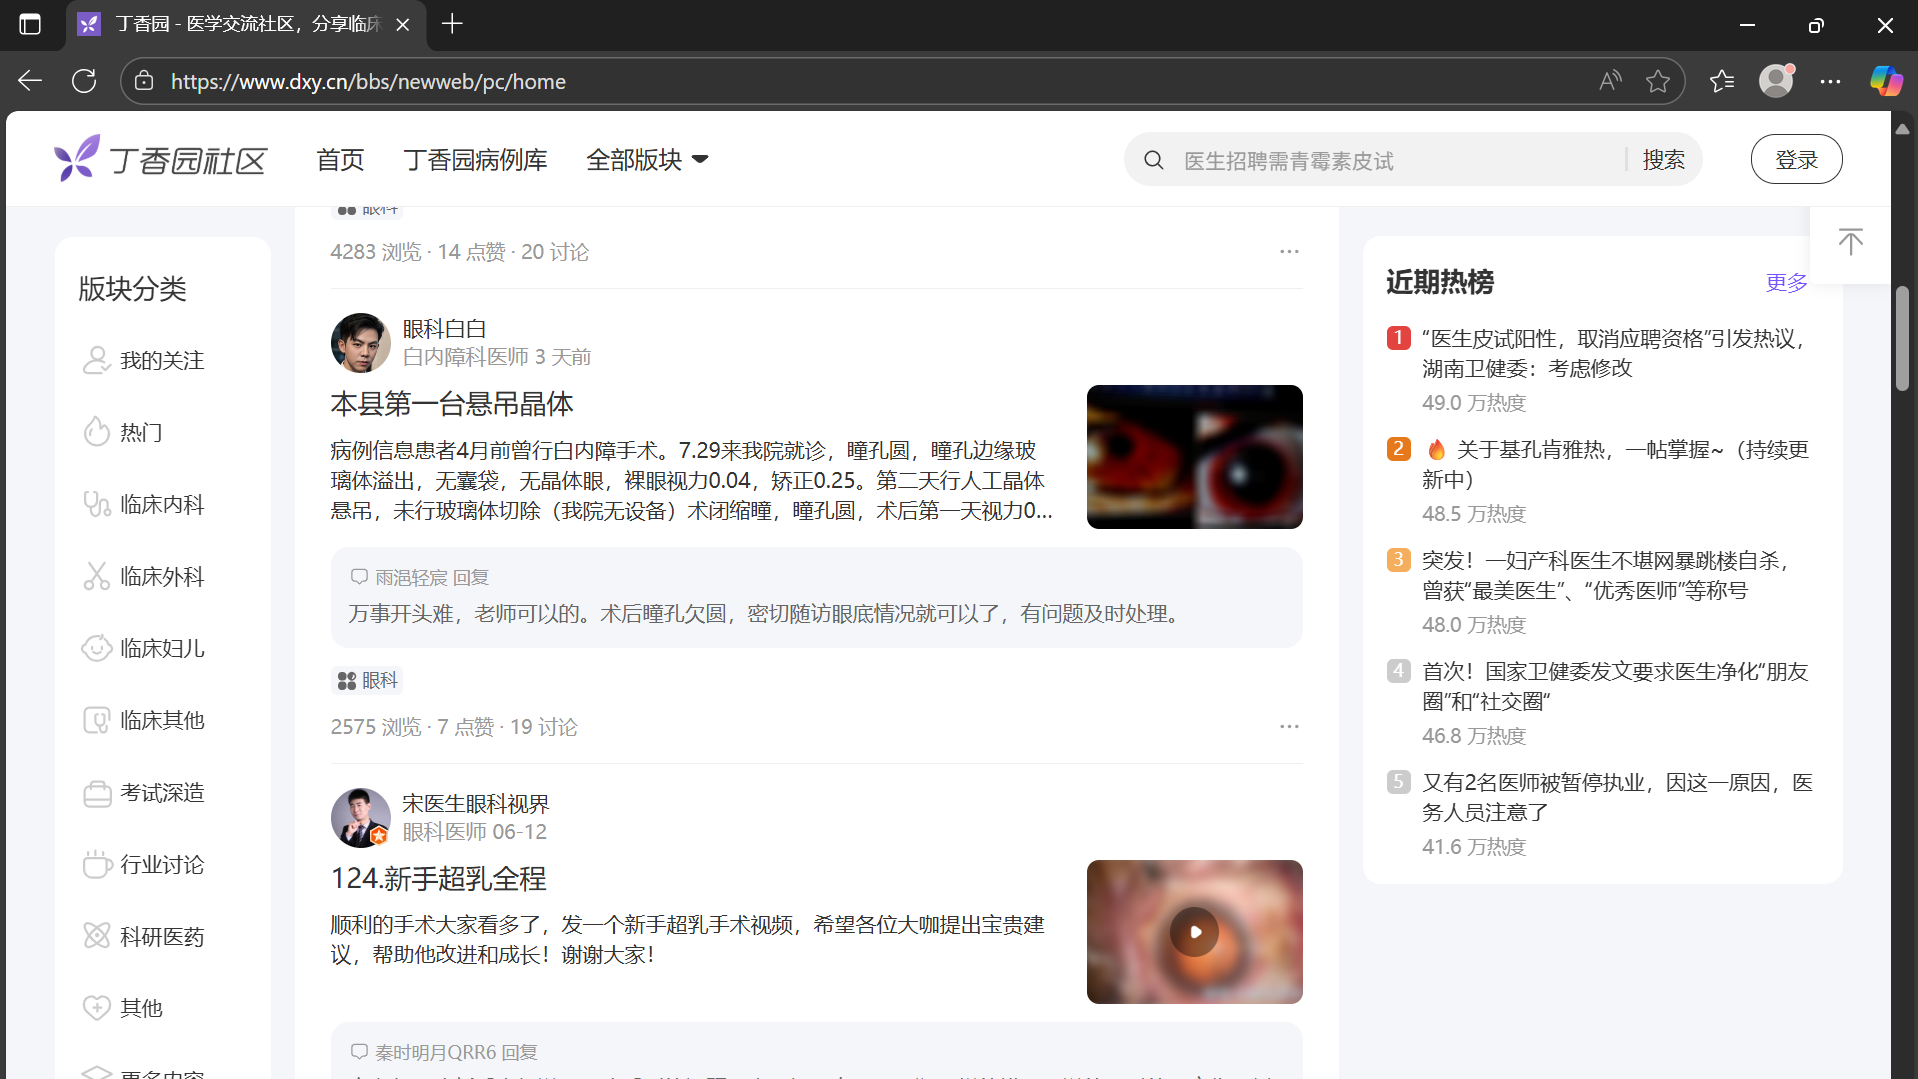 丁香园 - 医学交流社区，分享临床
https://www.dxy.cn/bbs/newweb/pc/home
丁香园社区
首页
丁香园病例库
全部版块
医生招聘需青霉素皮试
搜索
登录
版块分类
我的关注
热门
临床内科
临床外科
临床妇儿
临床其他
考试深造
行业讨论
科研医药
其他
更多内容
眼科
4283 浏览 · 14 点赞 · 20 讨论
眼科白白
白内障科医师 3 天前
本县第一台悬吊晶体
病例信息患者4月前曾行白内障手术。7.29来我院就诊，瞳孔圆，瞳孔边缘玻
璃体溢出，无囊袋，无晶体眼，裸眼视力0.04，矫正0.25。第二天行人工晶体
悬吊，未行玻璃体切除（我院无设备）术闭缩瞳，瞳孔圆，术后第一天视力0...
雨浥轻宸 回复
万事开头难，老师可以的。术后瞳孔欠圆，密切随访眼底情况就可以了，有问题及时处理。
眼科
2575 浏览 · 7 点赞 · 19 讨论
宋医生眼科视界
眼科医师 06-12
124.新手超乳全程
顺利的手术大家看多了，发一个新手超乳手术视频，希望各位大咖提出宝贵建
议，帮助他改进和成长！谢谢大家！
秦时明月QRR6 回复
近期热榜
更多
1 “医生皮试阳性，取消应聘资格”引发热议，
湖南卫健委：考虑修改
49.0 万热度
2 🔥 关于基孔肯雅热，一帖掌握~（持续更
新中）
48.5 万热度
3 突发！一妇产科医生不堪网暴跳楼自杀，
曾获“最美医生”、“优秀医师”等称号
48.0 万热度
4 首次！国家卫健委发文要求医生净化“朋友
圈”和“社交圈“
46.8 万热度
5 又有2名医师被暂停执业，因这一原因，医
务人员注意了
41.6 万热度